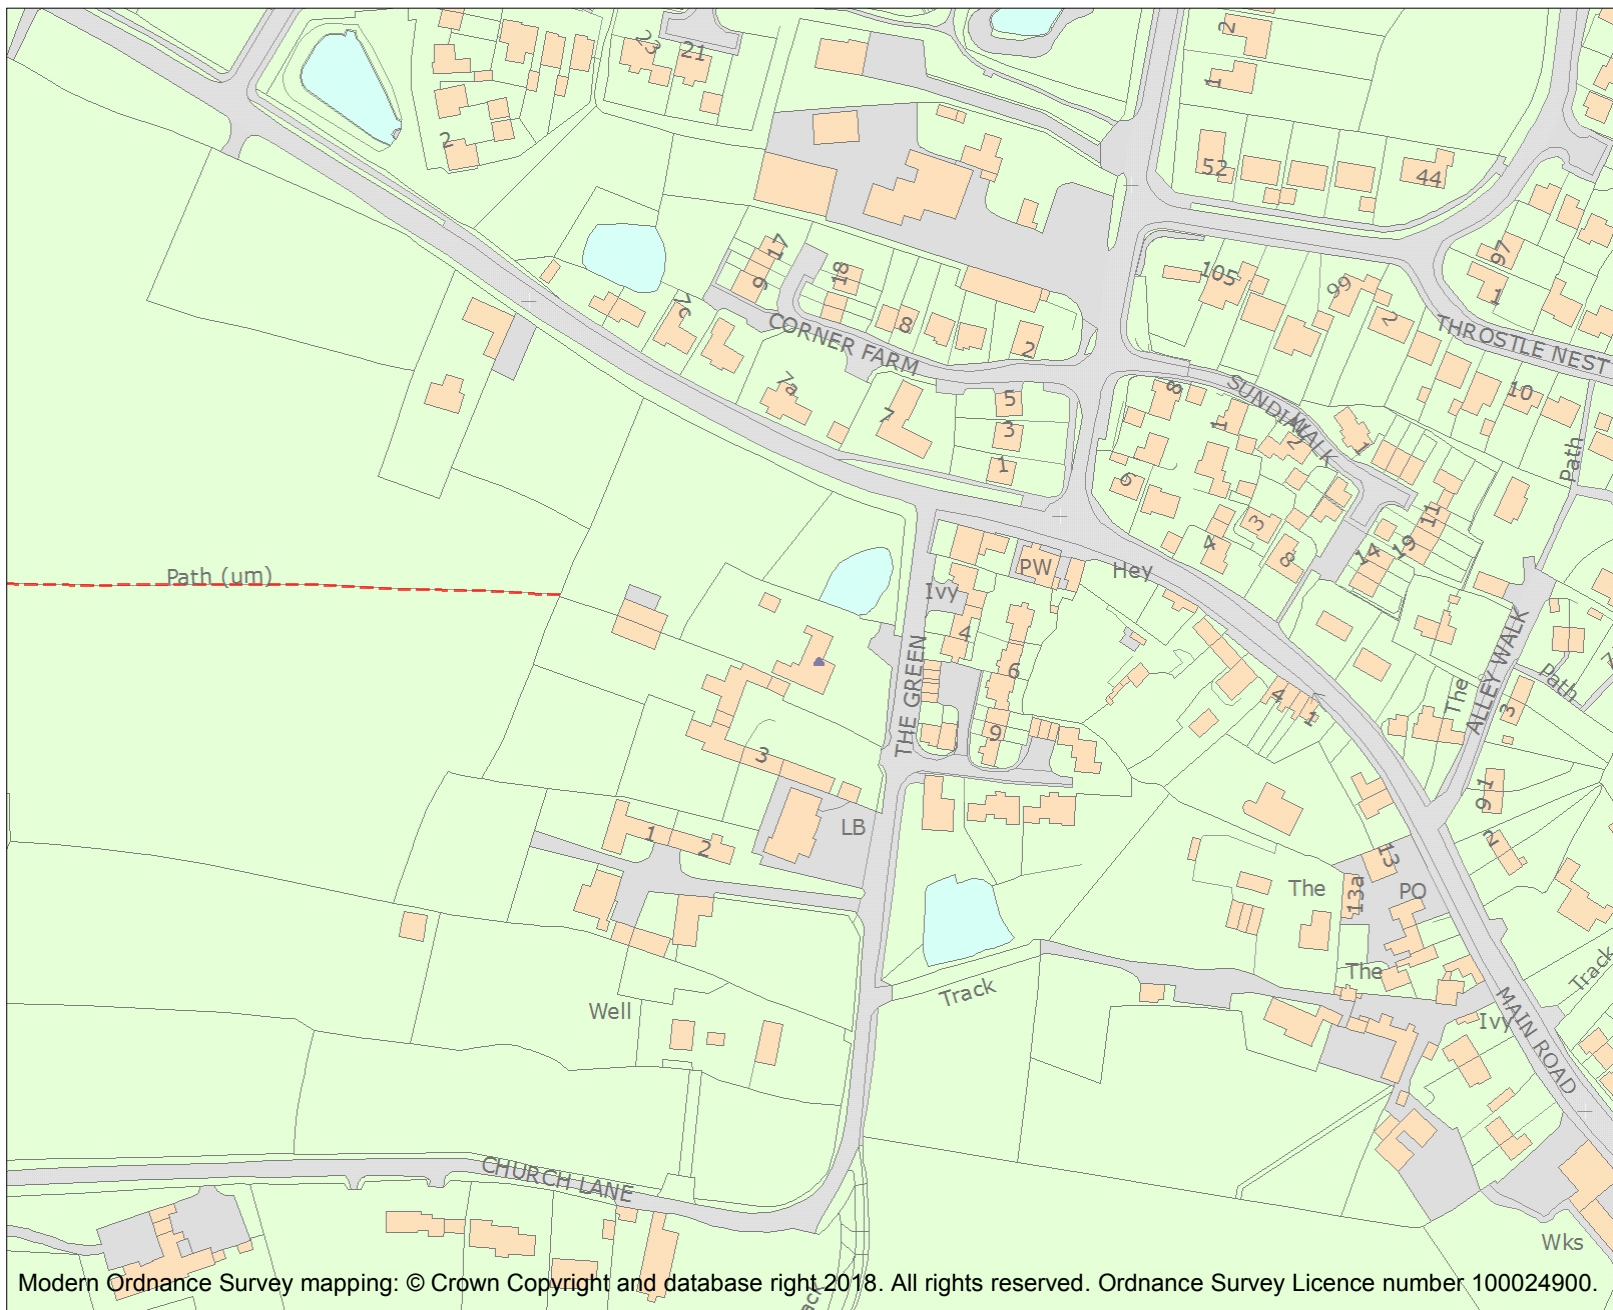 23
21
2
1
2
52
44
17
9
18
7c
8
2
CORNER FARM
105
99
2
97
1
THROSTLE NEST
10
7a
7
5
3
1
8
6
SUNDIAL
WALK
1
2
1
Path
4
3
8
11
14
19
Path (um)
PW
Hey
Ivy
4
6
9
THE GREEN
4
1
The
ALLEY WALK
Path
3
7
9 1
2
3
LB
1
2
13
13a
PO
The
The
Ivy
MAIN ROAD
Track
Track
Well
CHURCH LANE
Wks
Modern Ordnance Survey mapping: © Crown Copyright and database right 2018. All rights reserved. Ordnance Survey Licence number 100024900.